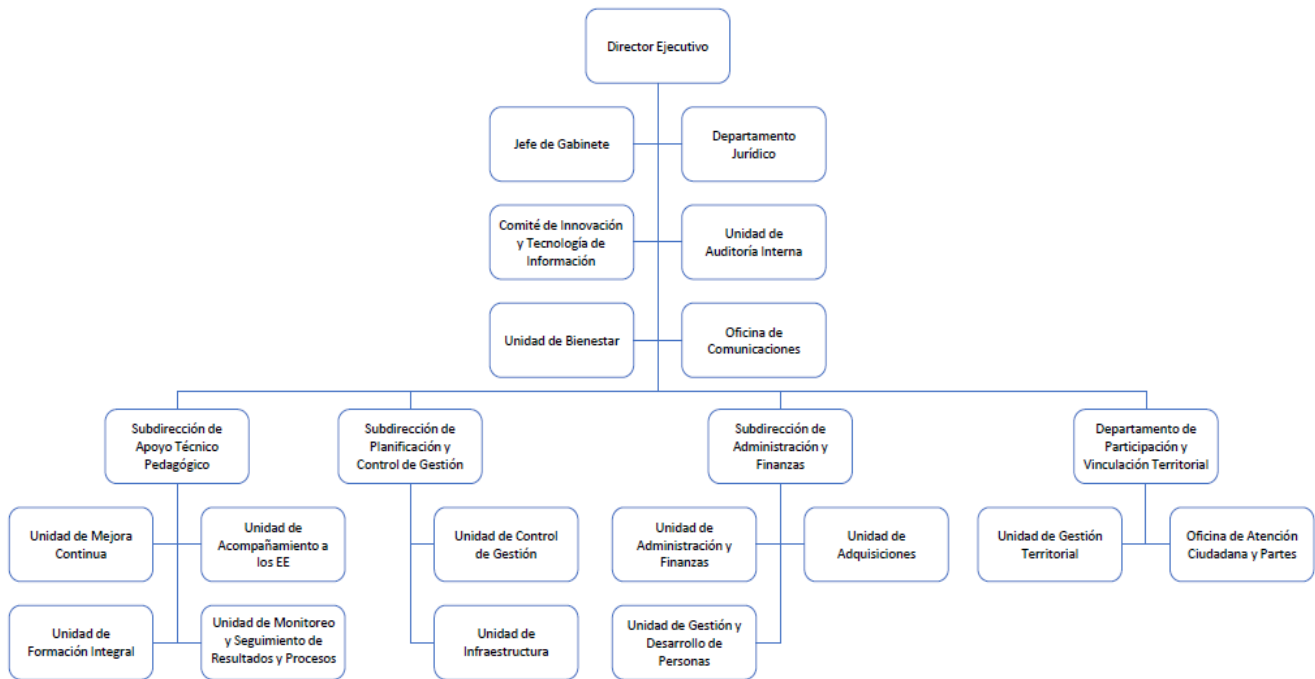 Director Ejecutivo
Jefe de Gabinete
Departamento
Jurídico
Comité de Innovación
y Tecnología de
Información
Unidad de
Auditoría Interna
Unidad de Bienestar
Oficina de
Comunicaciones
Subdirección de
Apoyo Técnico
Pedagógico
Subdirección de
Planificación y
Control de Gestión
Subdirección de
Administración y
Finanzas
Departamento de
Participación y
Vinculación Territorial
Unidad de Mejora
Continua
Unidad de
Acompañamiento a
los EE
Unidad de Control
de Gestión
Unidad de
Administración y
Finanzas
Unidad de
Adquisiciones
Unidad de Gestión
Territorial
Oficina de Atención
Ciudadana y Partes
Unidad de
Formación Integral
Unidad de Monitoreo
y Seguimiento de
Resultados y Procesos
Unidad de
Infraestructura
Unidad de Gestión y
Desarrollo de
Personas